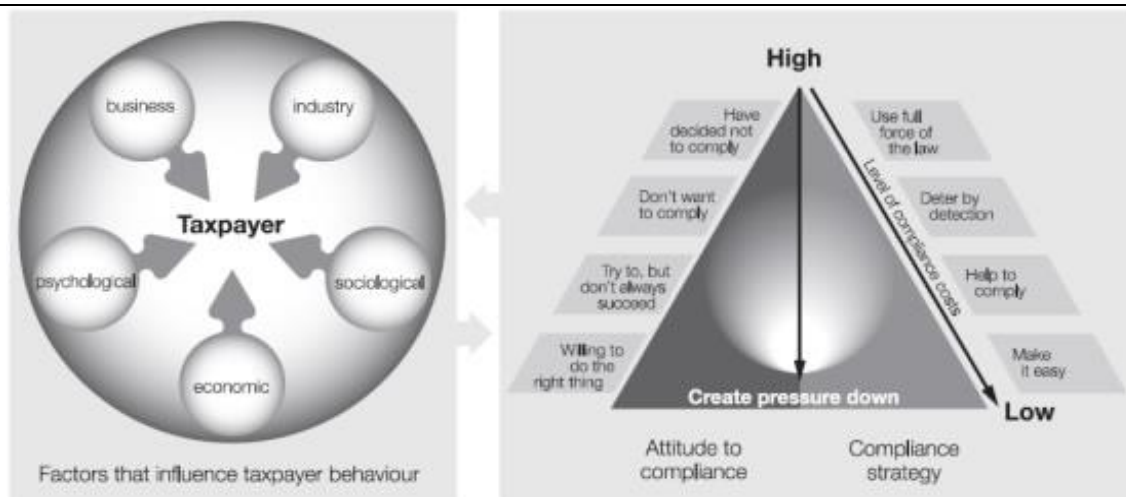 business
industry
Taxpayer
psychological
sociological
economic
Factors that influence taxpayer behaviour
High
Have
decided not
to comply
Use full
force of
the law
Don't want
to comply
Deter by
detection
Try to, but
don't always
succeed
Help to
comply
Willing to
do the
right thing
Make
it easy
Level of compliance costs
Create pressure down
Low
Attitude to
compliance
Compliance
strategy